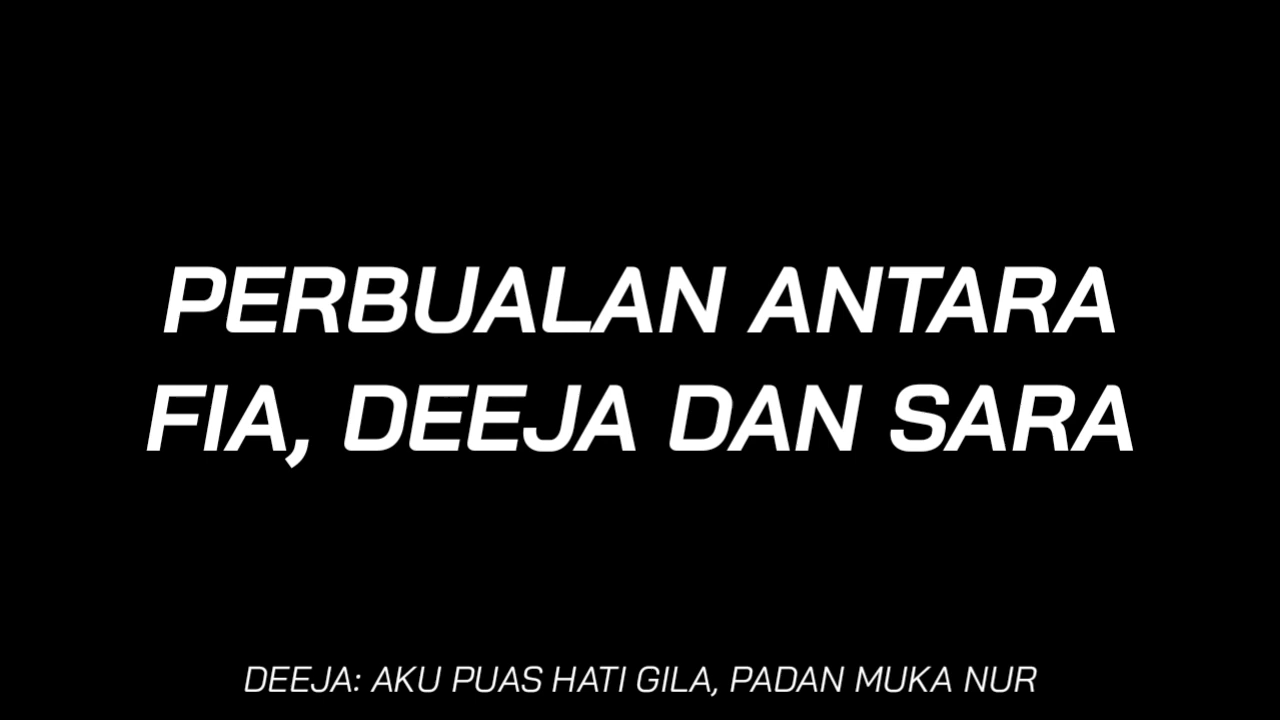 PERBUALAN ANTARA
FIA, DEEJA DAN SARA
DEEJA: AKU PUAS HATI GILA, PADAN MUKA NUR